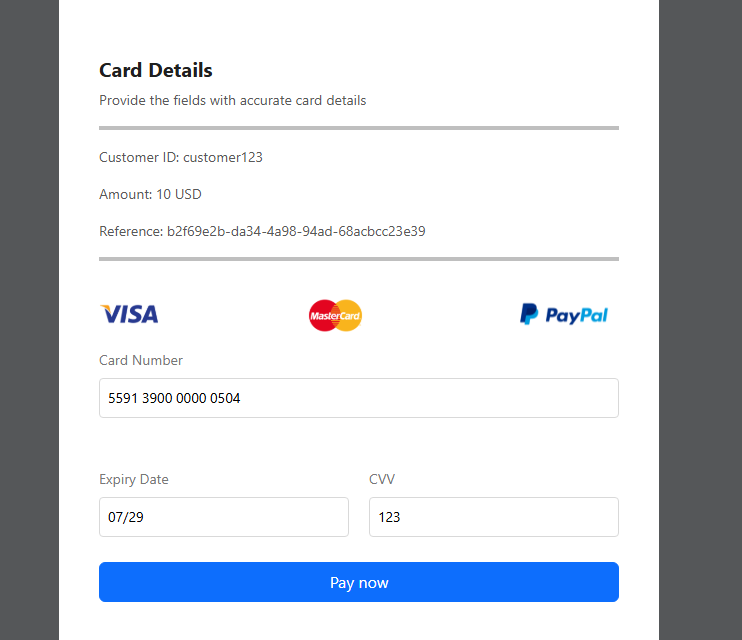 Card Details
Provide the fields with accurate card details
Customer ID: customer123
Amount: 10 USD
Reference: b2f69e2b-da34-4a98-94ad-68acbcc23e39
VISA MasterCard PayPal
Card Number
5591 3900 0000 0504
Expiry Date CVV
07/29 123
Pay now